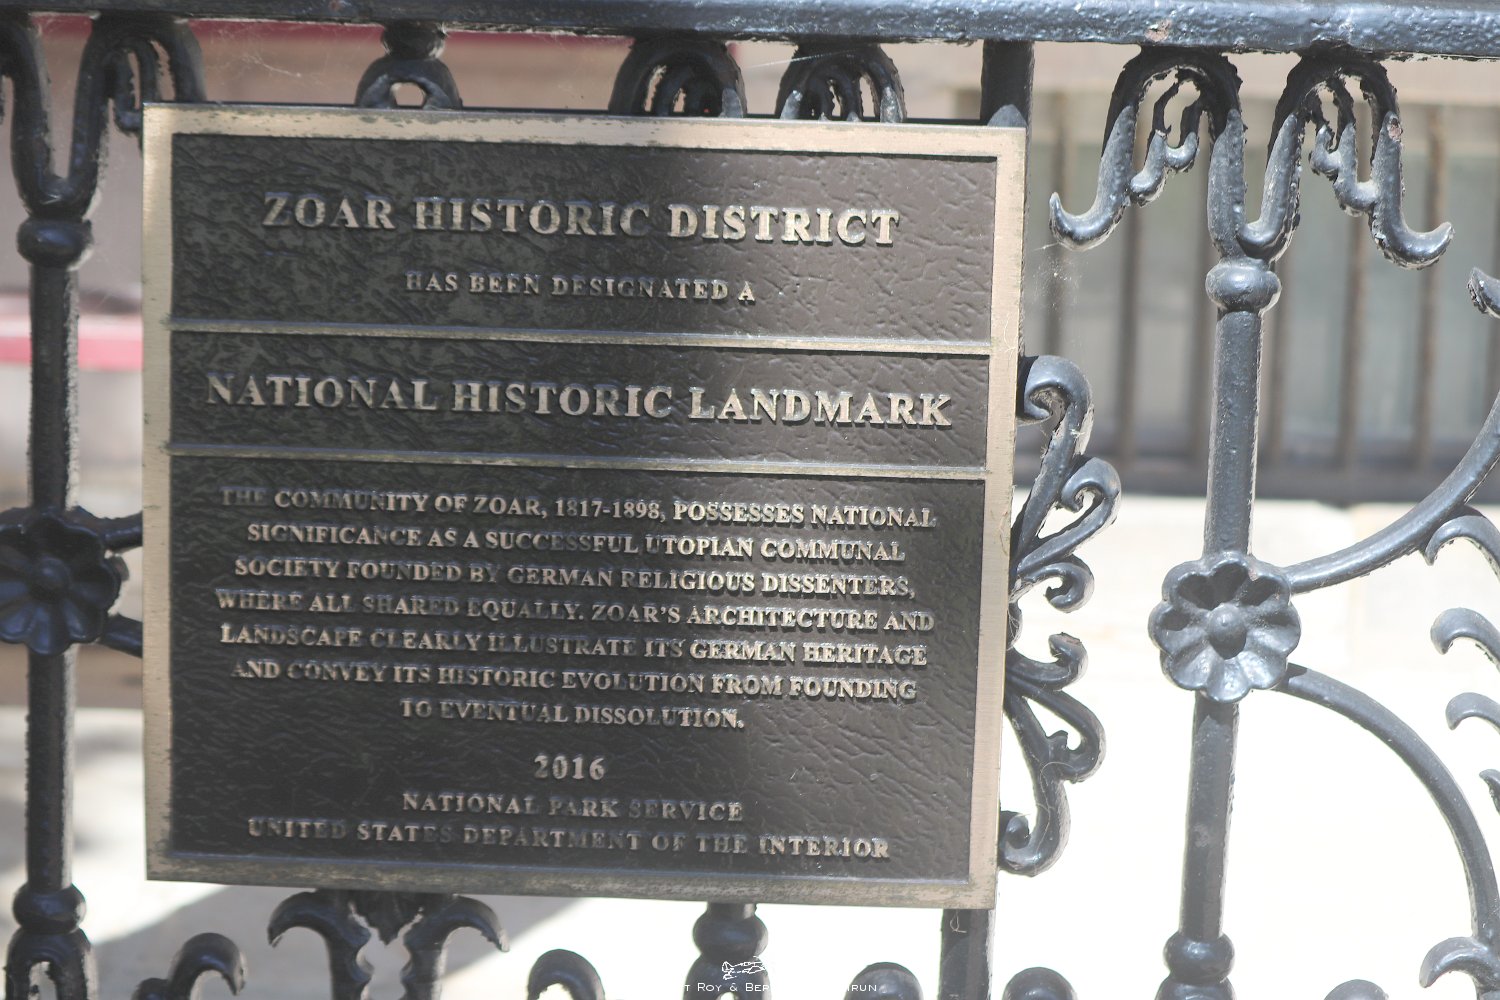 ZOAR HISTORIC DISTRICT
HAS BEEN DESIGNATED A
NATIONAL HISTORIC LANDMARK
THE COMMUNITY OF ZOAR, 1817-1898, POSSESSES NATIONAL
SIGNIFICANCE AS A SUCCESSFUL UTOPIAN COMMUNAL
SOCIETY FOUNDED BY GERMAN RELIGIOUS DISSENTERS,
WHERE ALL SHARED EQUALLY. ZOAR'S ARCHITECTURE AND
LANDSCAPE CLEARLY ILLUSTRATE ITS GERMAN HERITAGE
AND CONVEY ITS HISTORIC EVOLUTION FROM FOUNDING
TO EVENTUAL DISSOLUTION.
2016
NATIONAL PARK SERVICE
UNITED STATES DEPARTMENT OF THE INTERIOR
Roy &